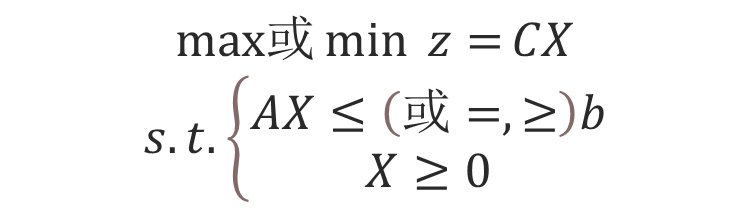 max或 min z = CX
s.t. { AX ≤ (或 =, ≥)b
X ≥ 0